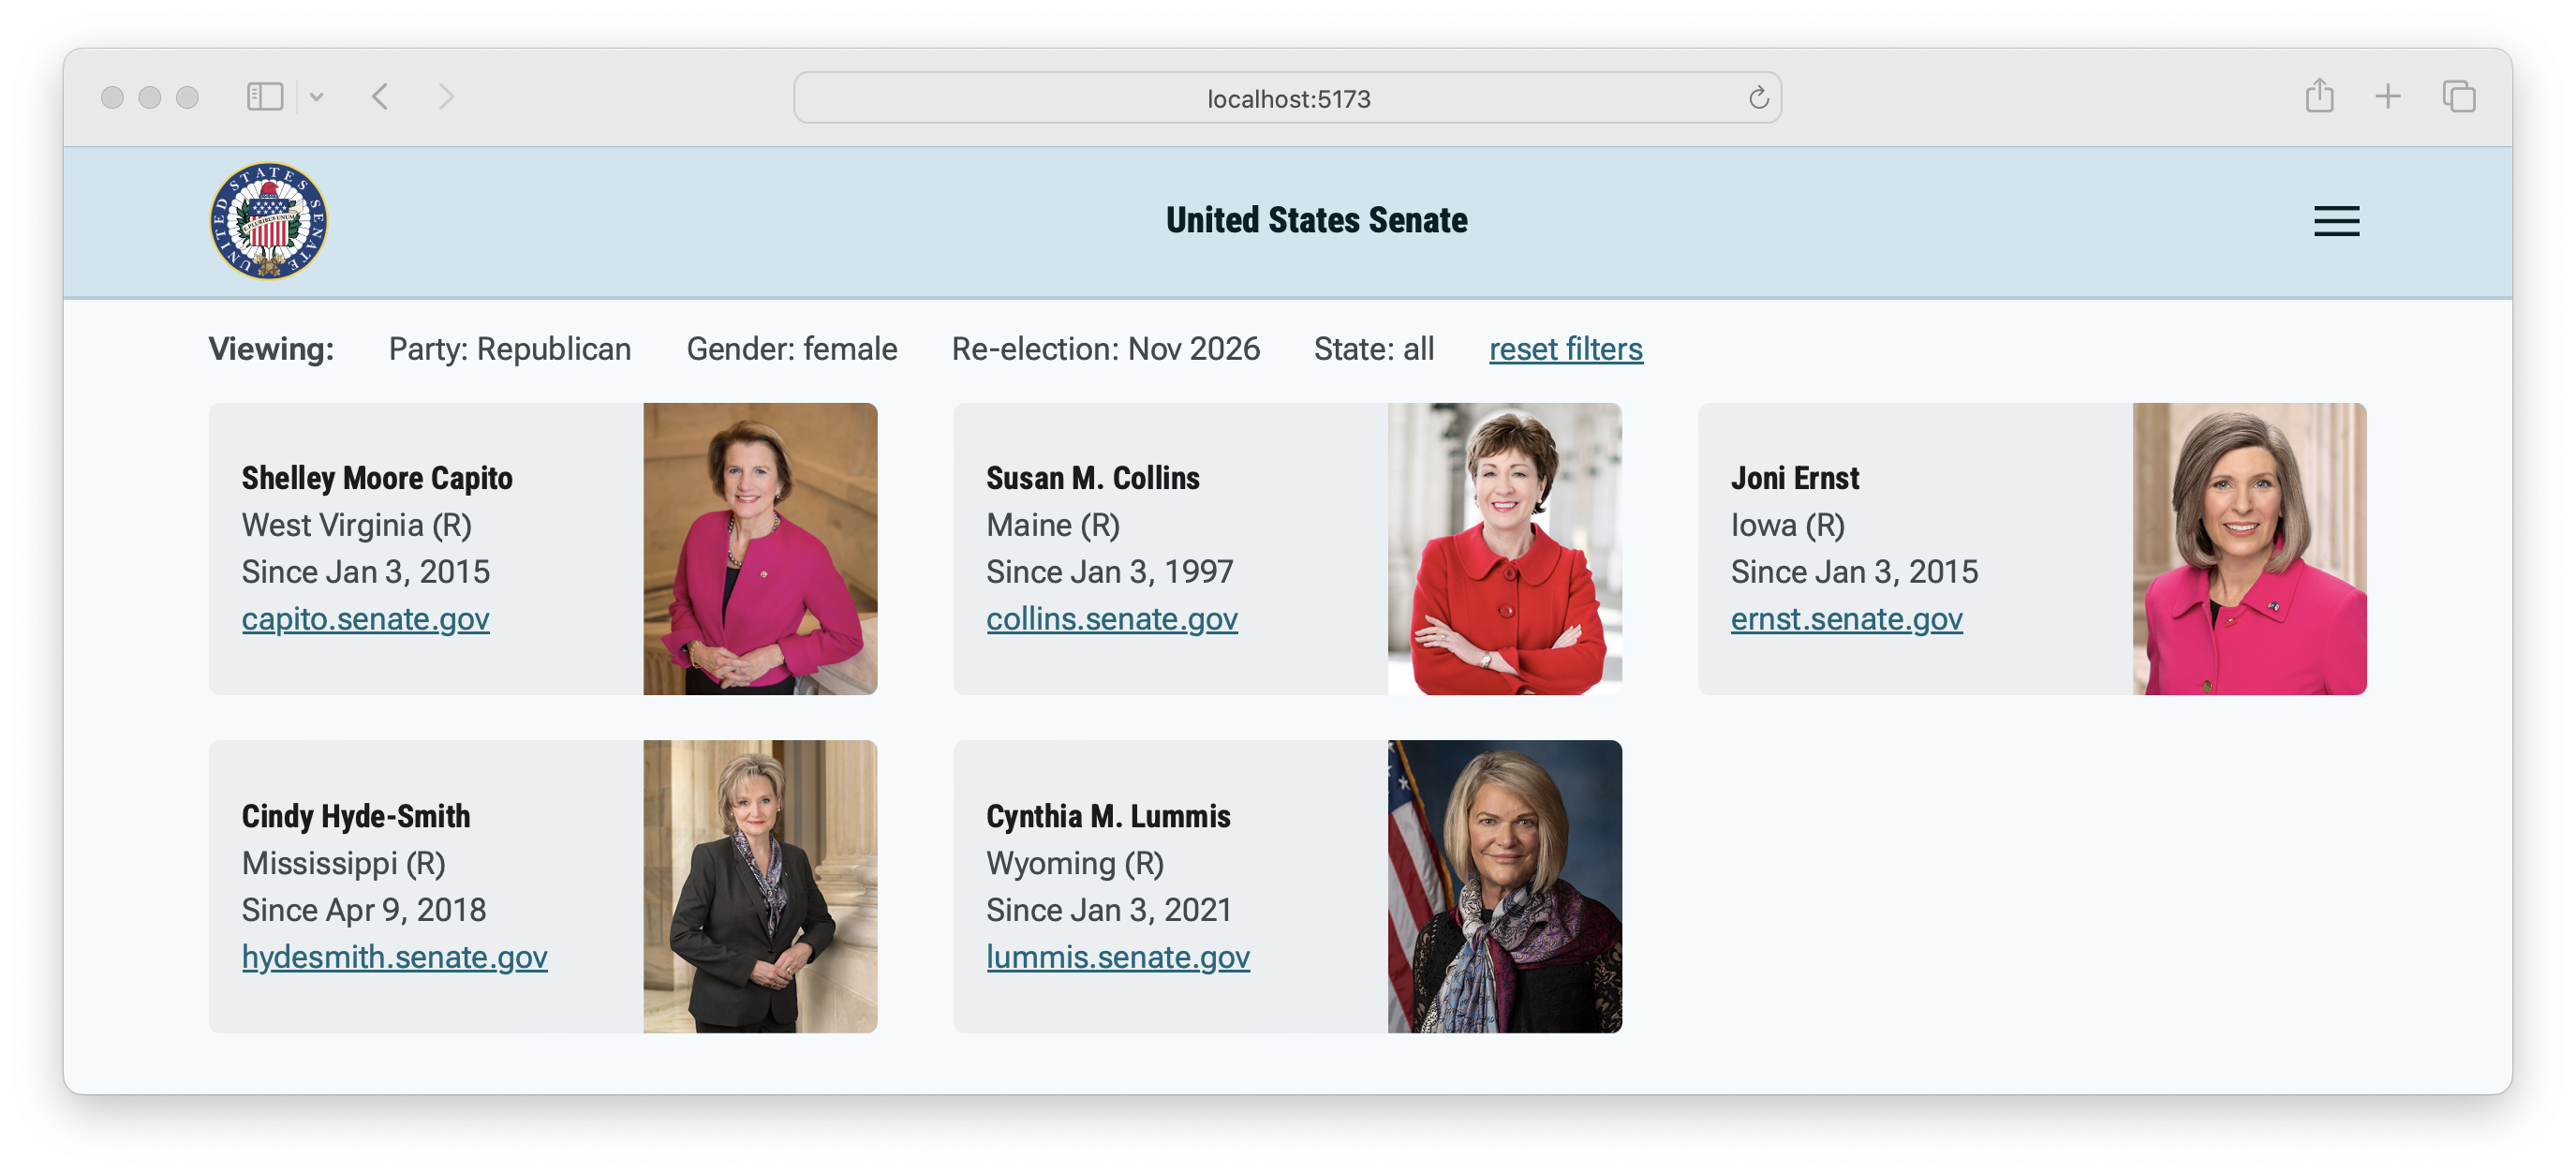 localhost:5173
UNITED STATES SENATE
E PLURIBUS UNUM
United States Senate
Viewing: Party: Republican Gender: female Re-election: Nov 2026 State: all reset filters
Shelley Moore Capito
West Virginia (R)
Since Jan 3, 2015
capito.senate.gov
Susan M. Collins
Maine (R)
Since Jan 3, 1997
collins.senate.gov
Joni Ernst
Iowa (R)
Since Jan 3, 2015
ernst.senate.gov
Cindy Hyde-Smith
Mississippi (R)
Since Apr 9, 2018
hydesmith.senate.gov
Cynthia M. Lummis
Wyoming (R)
Since Jan 3, 2021
lummis.senate.gov